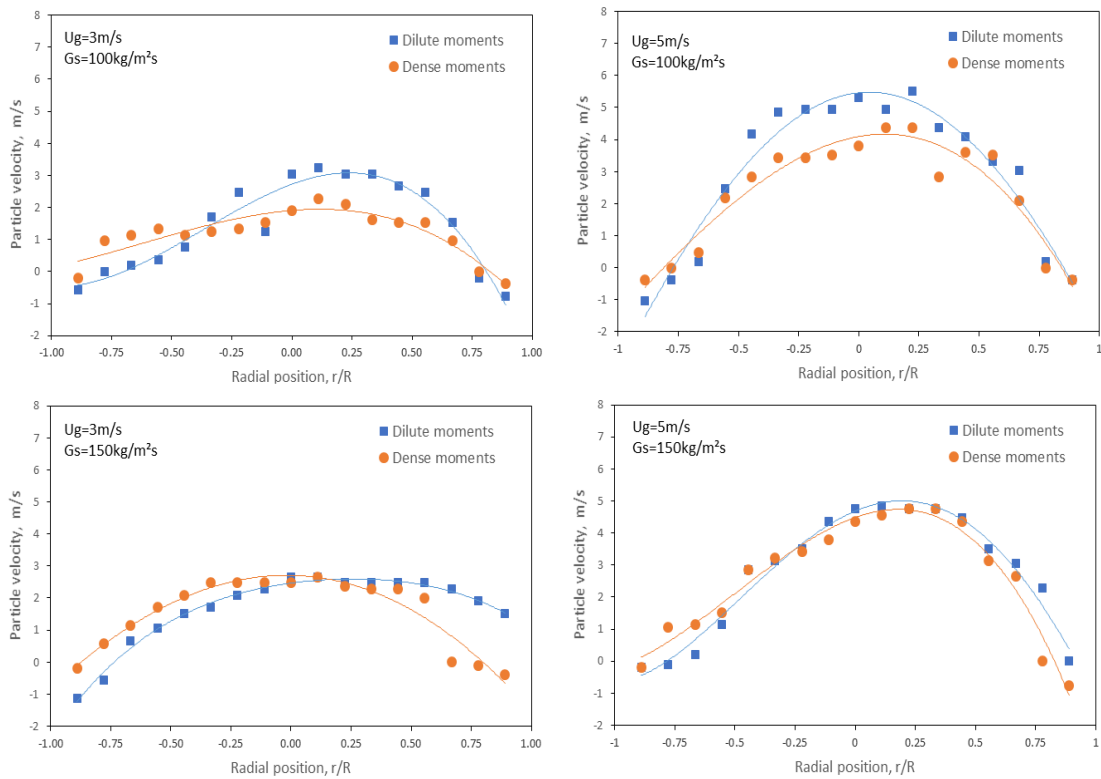 Ug=3m/s
Gs=100kg/m²s
Dilute moments
Dense moments
8
7
6
5
4
3
2
1
0
-1
-2
Particle velocity, m/s
-1.00 -0.75 -0.50 -0.25 0.00 0.25 0.50 0.75 1.00
Radial position, r/R
Ug=5m/s
Gs=100kg/m²s
Dilute moments
Dense moments
8
7
6
5
4
3
2
1
0
-1
-2
Particle velocity, m/s
-1 -0.75 -0.5 -0.25 0 0.25 0.5 0.75 1
Radial position, r/R
Ug=3m/s
Gs=150kg/m²s
Dilute moments
Dense moments
8
7
6
5
4
3
2
1
0
-1
-2
Particle velocity, m/s
-1.00 -0.75 -0.50 -0.25 0.00 0.25 0.50 0.75 1.00
Radial position, r/R
Ug=5m/s
Gs=150kg/m²s
Dilute moments
Dense moments
8
7
6
5
4
3
2
1
0
-1
-2
Particle velocity, m/s
-1 -0.75 -0.5 -0.25 0 0.25 0.5 0.75 1
Radial position, r/R